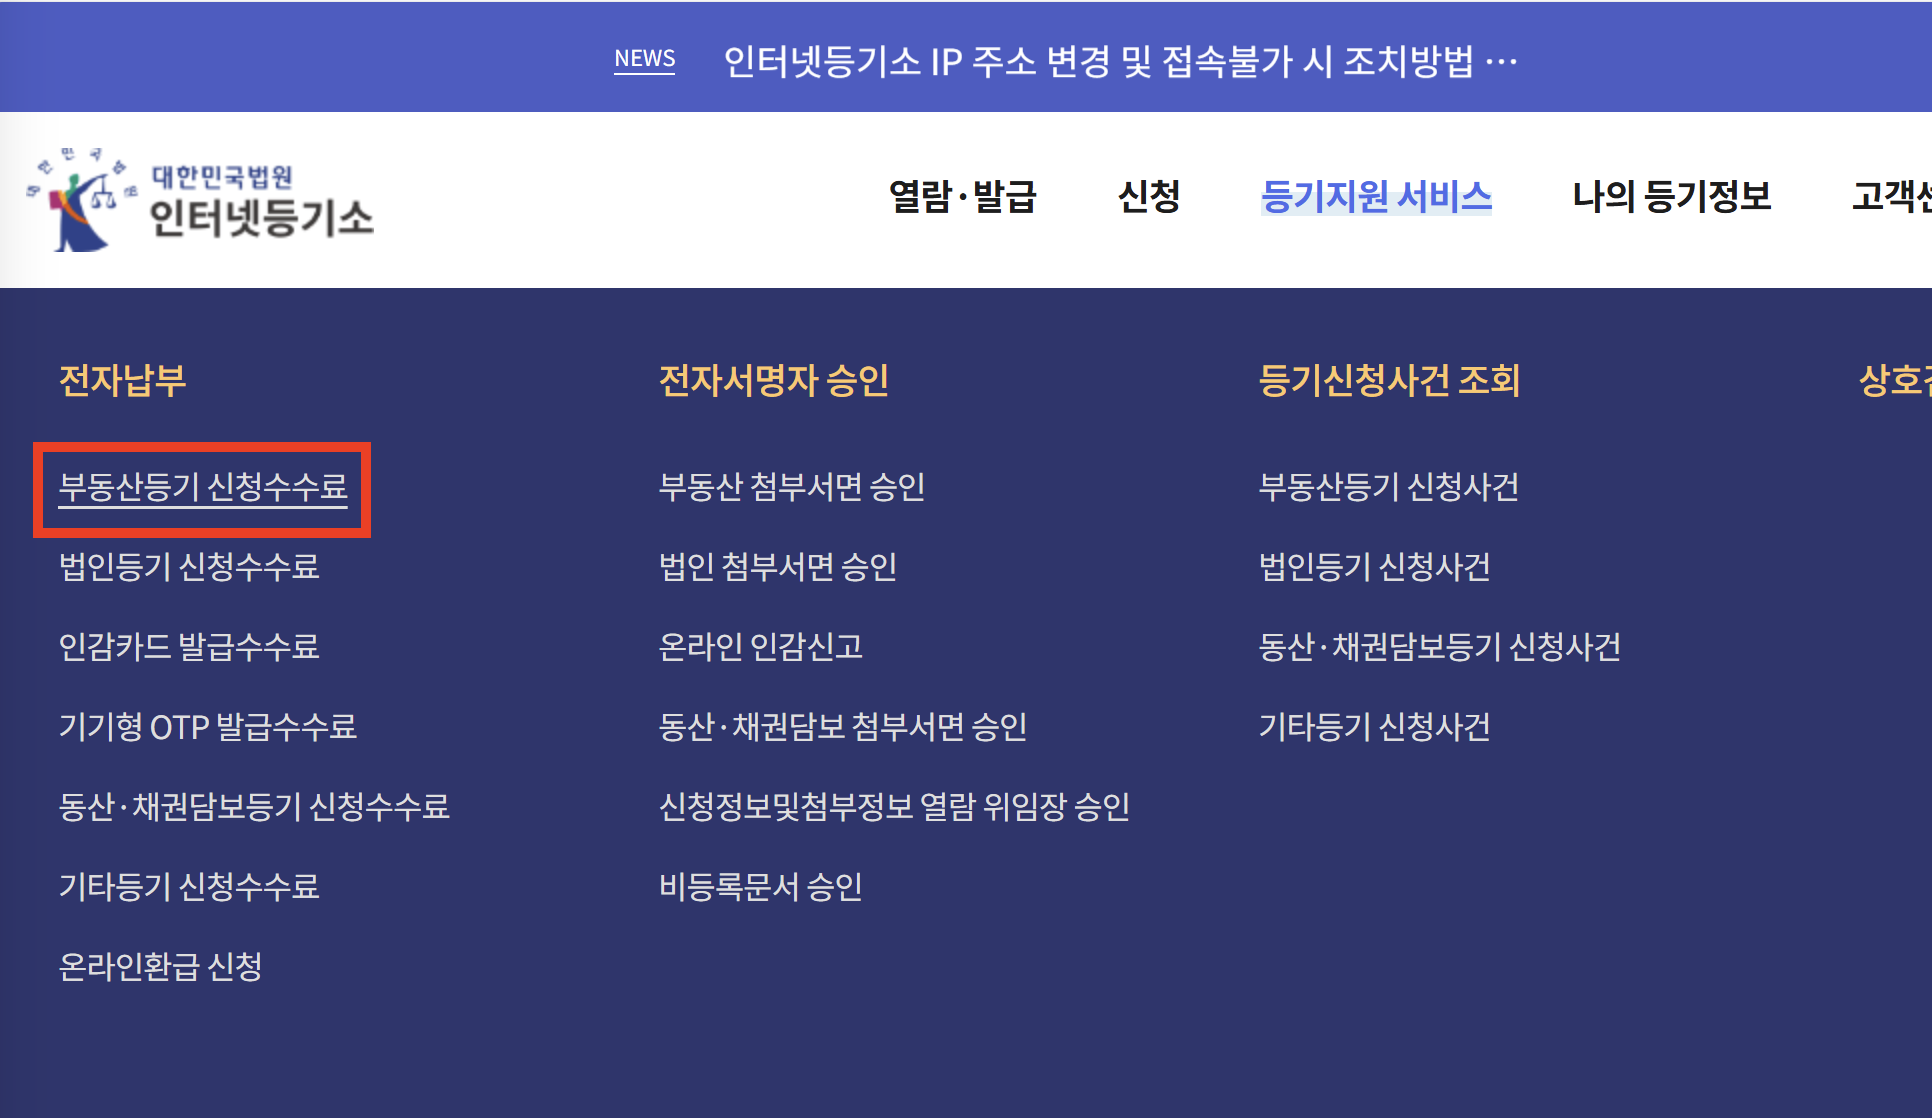 NEWS 인터넷등기소 IP 주소 변경 및 접속불가 시 조치방법 ···
대한민국법원
인터넷등기소
열람·발급 신청 등기지원 서비스 나의 등기정보
전자납부
부동산등기 신청수수료
법인등기 신청수수료
인감카드 발급수수료
기기형 OTP 발급수수료
동산·채권담보등기 신청수수료
기타등기 신청수수료
온라인환급 신청
전자서명자 승인
부동산 첨부서면 승인
법인 첨부서면 승인
온라인 인감신고
동산·채권담보 첨부서면 승인
신청정보및첨부정보 열람 위임장 승인
비등록문서 승인
등기신청사건 조회
부동산등기 신청사건
법인등기 신청사건
동산·채권담보등기 신청사건
기타등기 신청사건